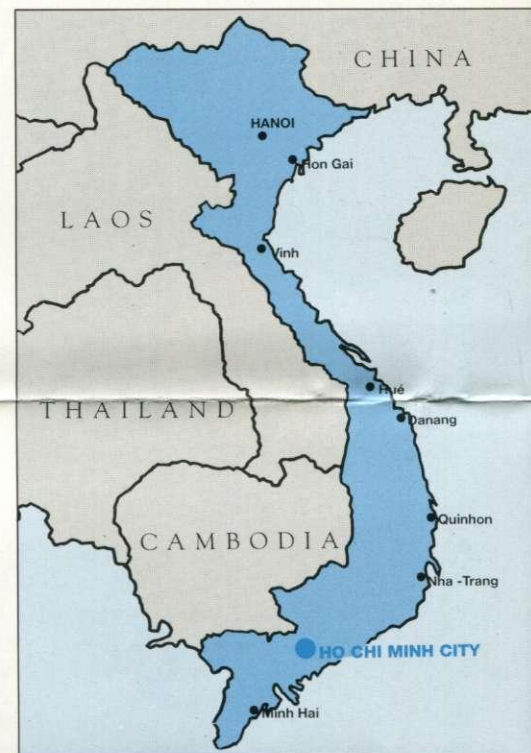 CHINA
HANOI
Hon Gai
LAOS
Vinh
Hué
THAILAND
Danang
CAMBODIA
Quinhon
Nha -Trang
HO CHI MINH CITY
Minh Hai